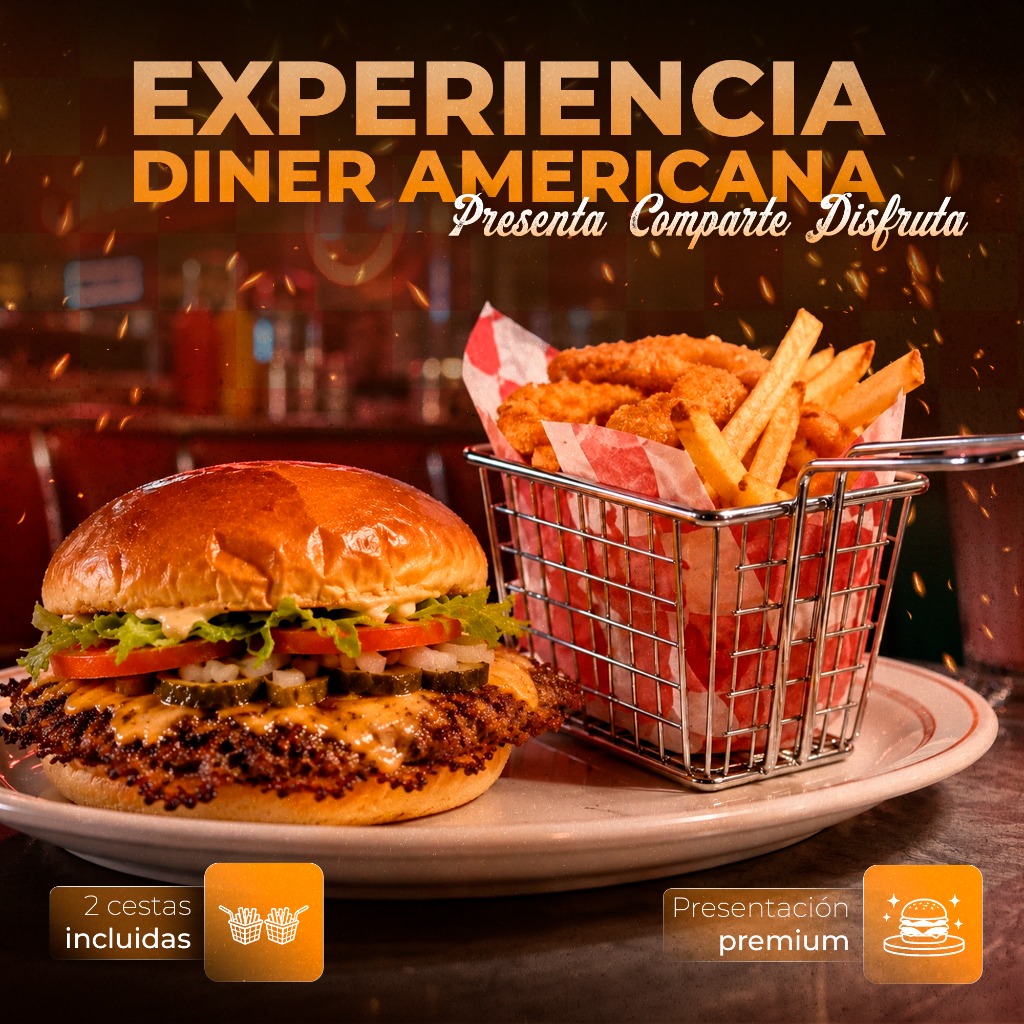 EXPERIENCIA
DINER AMERICANA
Presenta Comparte Disfruta
2 cestas
incluidas
Presentación
premium